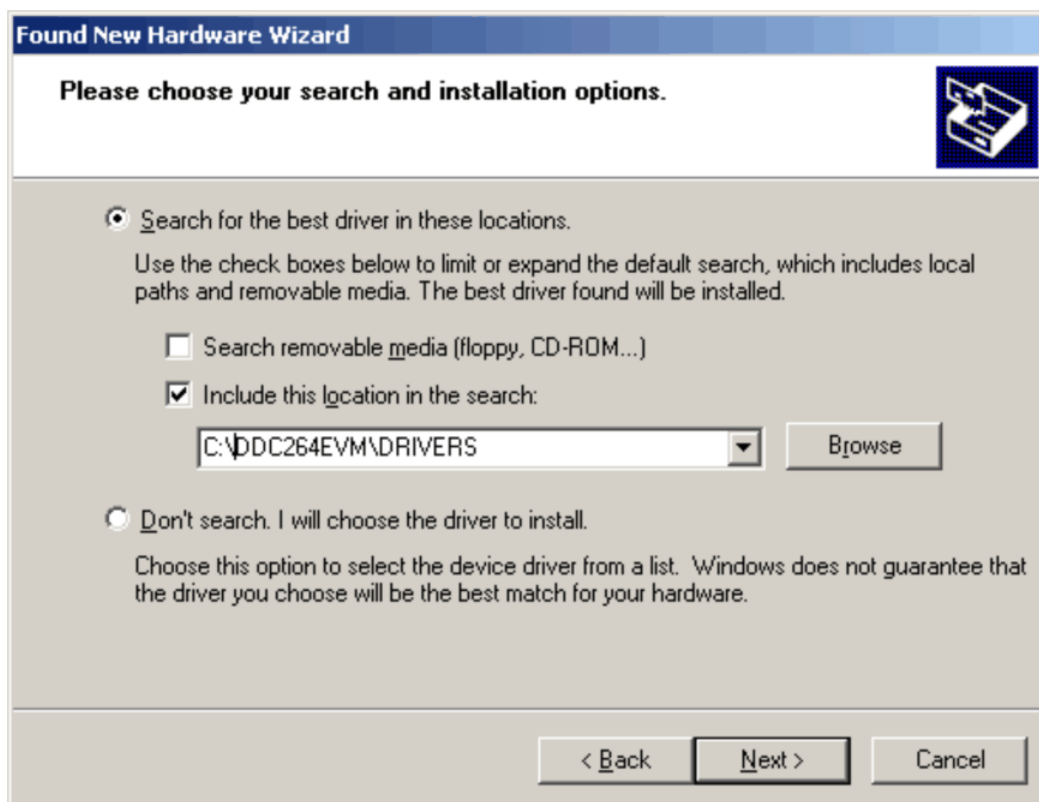 Found New Hardware Wizard
Please choose your search and installation options.
Search for the best driver in these locations.
Use the check boxes below to limit or expand the default search, which includes local
paths and removable media. The best driver found will be installed.
Search removable media (floppy, CD-ROM...)
Include this location in the search:
C:\DDC264EVM\DRIVERS
Browse
Don't search. I will choose the driver to install.
Choose this option to select the device driver from a list. Windows does not guarantee that
the driver you choose will be the best match for your hardware.
< Back
Next >
Cancel